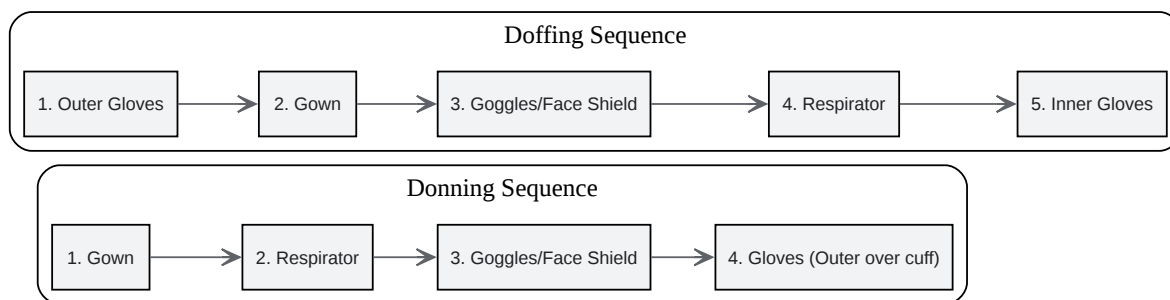 Doffing Sequence
1. Outer Gloves
2. Gown
3. Goggles/Face Shield
4. Respirator
5. Inner Gloves
Donning Sequence
1. Gown
2. Respirator
3. Goggles/Face Shield
4. Gloves (Outer over cuff)